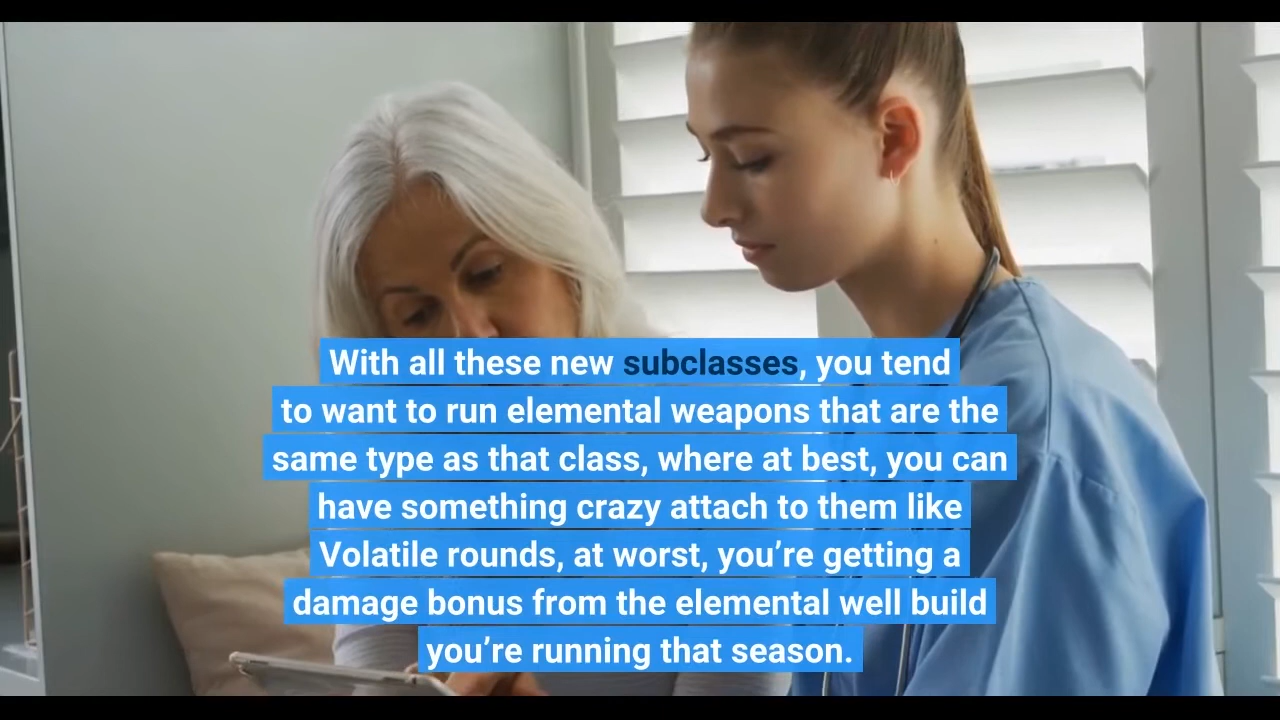 With all these new subclasses, you tend
to want to run elemental weapons that are the
same type as that class, where at best, you can
have something crazy attach to them like
Volatile rounds, at worst, you’re getting a
damage bonus from the elemental well build
you’re running that season.